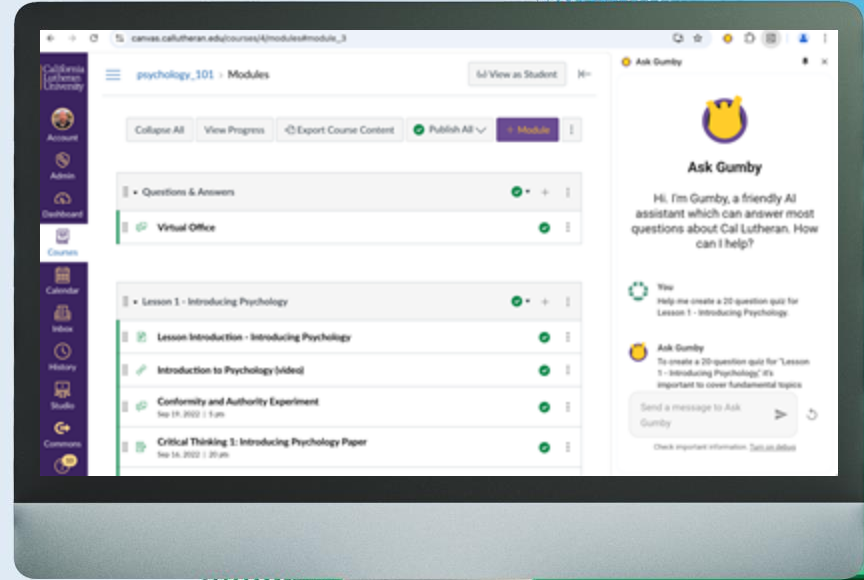 canvas.callutheran.edu/courses/4/modules#module_3
California
Lutheran
University
Account
Admin
Dashboard
Courses
Calendar
Inbox
History
Studio
Commons
10
psychology_101 › Modules
View as Student
Collapse All
View Progress
Export Course Content
Publish All
+ Module
Questions & Answers
Virtual Office
Lesson 1 - Introducing Psychology
Lesson Introduction - Introducing Psychology
Introduction to Psychology (video)
Conformity and Authority Experiment
Sep 19, 2022 | 5 pts
Critical Thinking 1: Introducing Psychology Paper
Sep 16, 2022 | 20 pts
Ask Gumby
Ask Gumby
Hi. I'm Gumby, a friendly AI
assistant which can answer most
questions about Cal Lutheran. How
can I help?
You
Help me create a 20 question quiz for
Lesson 1 - Introducing Psychology.
Ask Gumby
To create a 20-question quiz for "Lesson
1 - Introducing Psychology," it's
important to cover fundamental topics
Send a message to Ask
Gumby
Check important information. Turn on debug